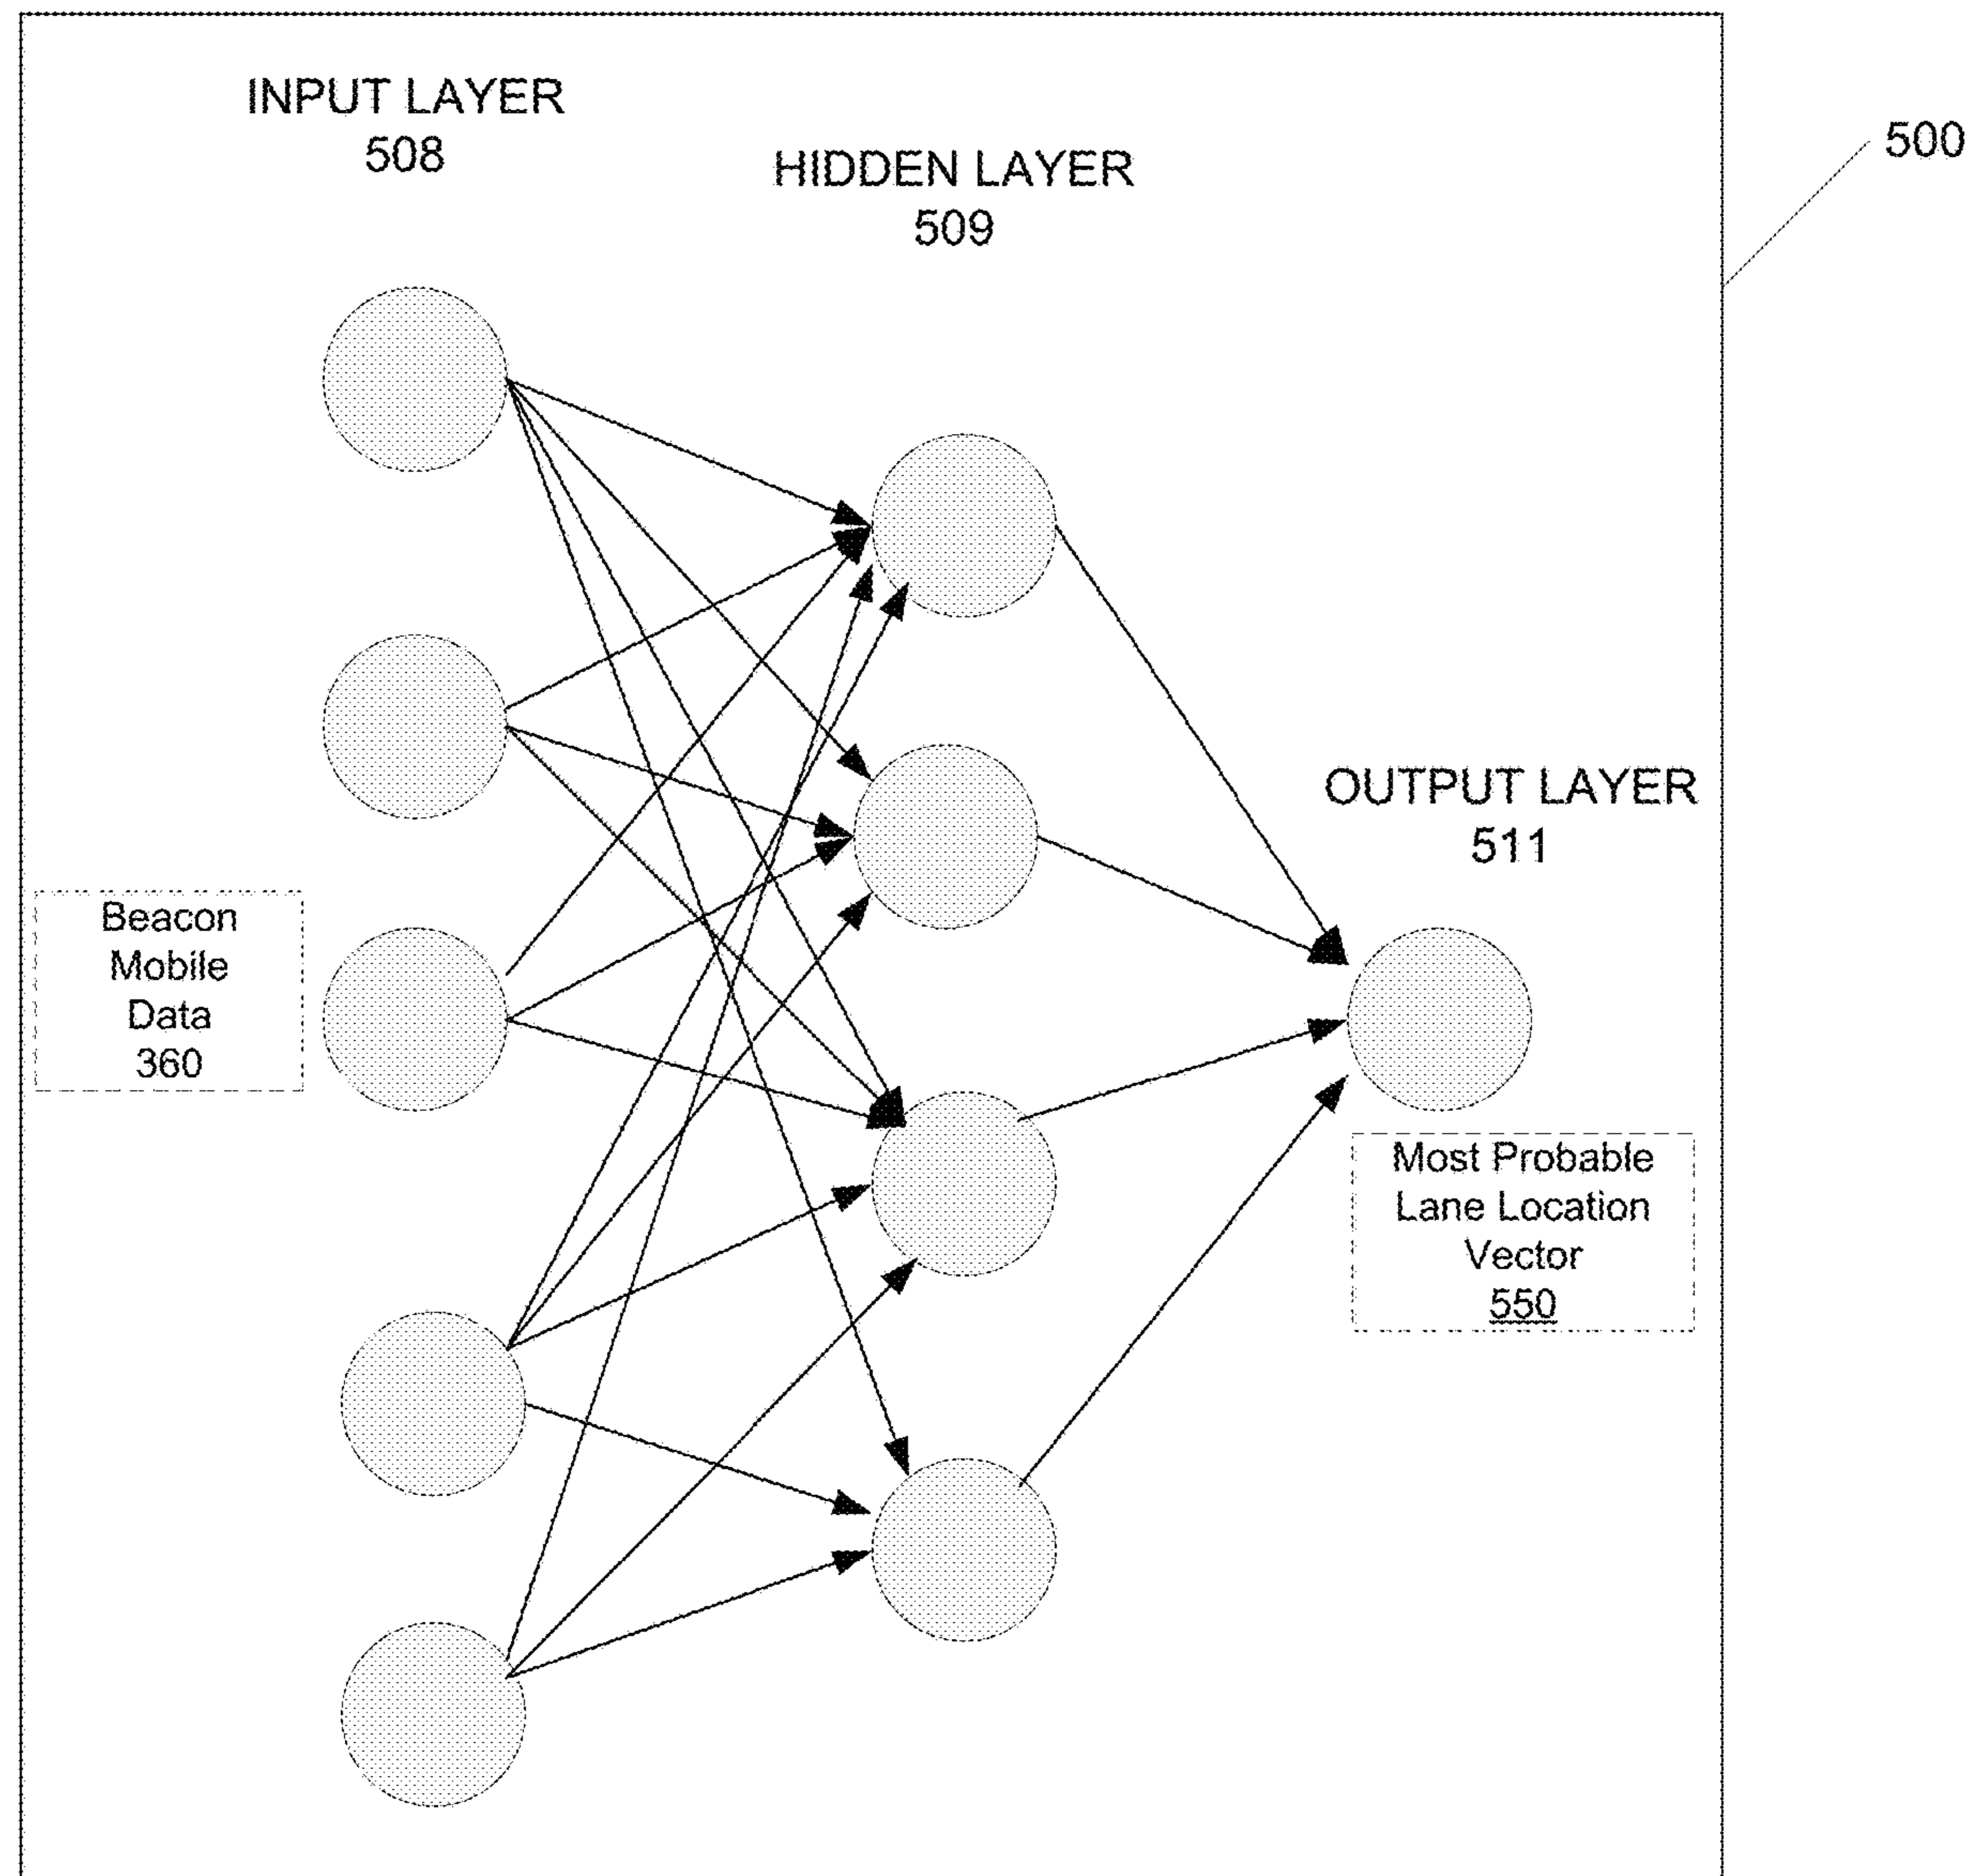 INPUT LAYER
508
HIDDEN LAYER
509
500
OUTPUT LAYER
511
Beacon
Mobile
Data
360
Most Probable
Lane Location
Vector
550